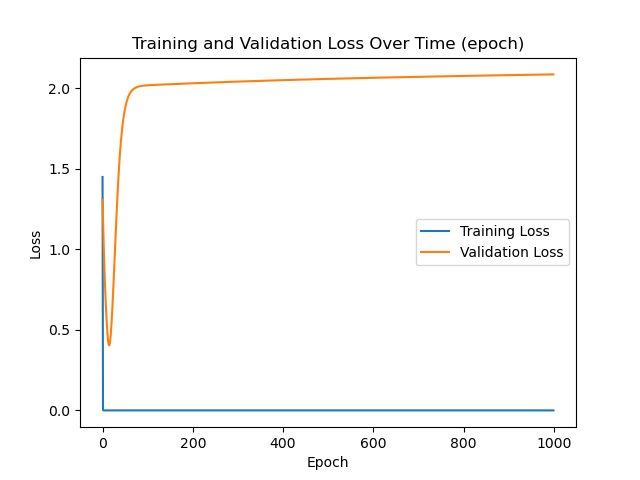 Training and Validation Loss Over Time (epoch)
2.0
1.5
1.0
0.5
0.0
Loss
Training Loss
Validation Loss
0 200 400 600 800 1000
Epoch